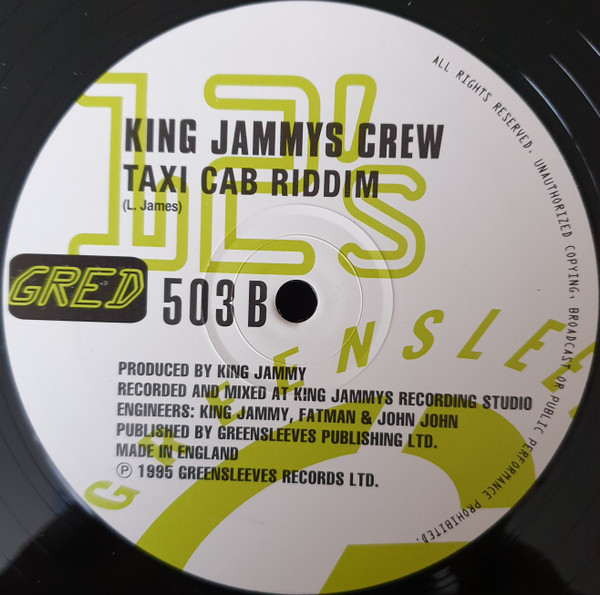 12's
KING JAMMYS CREW
TAXI CAB RIDDIM
(L. James)
GRED
503 B
PRODUCED BY KING JAMMY
RECORDED AND MIXED AT KING JAMMYS RECORDING STUDIO
ENGINEERS: KING JAMMY, FATMAN & JOHN JOHN
PUBLISHED BY GREENSLEEVES PUBLISHING LTD.
MADE IN ENGLAND
℗ 1995 GREENSLEEVES RECORDS LTD.
GREENSLEE
ALL RIGHTS RESERVED. UNAUTHORIZED COPYING, BROADCAST OR PUBLIC PERFORMANCE PROHIBITED.